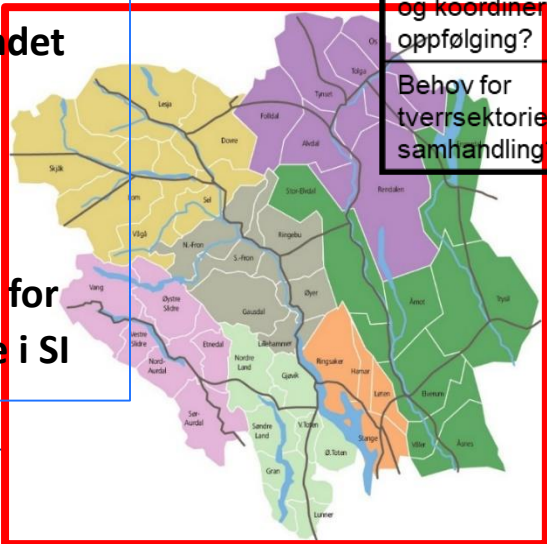 ndet
og koordiner
oppfølging?
Behov for
tverrsektorie
samhandling
for
e i SI
Os
Tolga
Tynset
Folldal
Alvdal
Rendalen
Lesja
Dovre
Skjåk
Lom
Sel
Vågå
Stor-Elvdal
N.-Fron
S.-Fron
Ringebu
Øyer
Gausdal
Lillehammer
Vang
Øystre
Slidre
Vestre
Slidre
Nord-
Aurdal
Etnedal
Sør-
Aurdal
Nordre
Land
Gjøvik
Søndre
Land
V.Toten
Ø.Toten
Gran
Lunner
Ringsaker
Hamar
Løten
Stange
Åmot
Trysil
Elverum
Våler
Åsnes